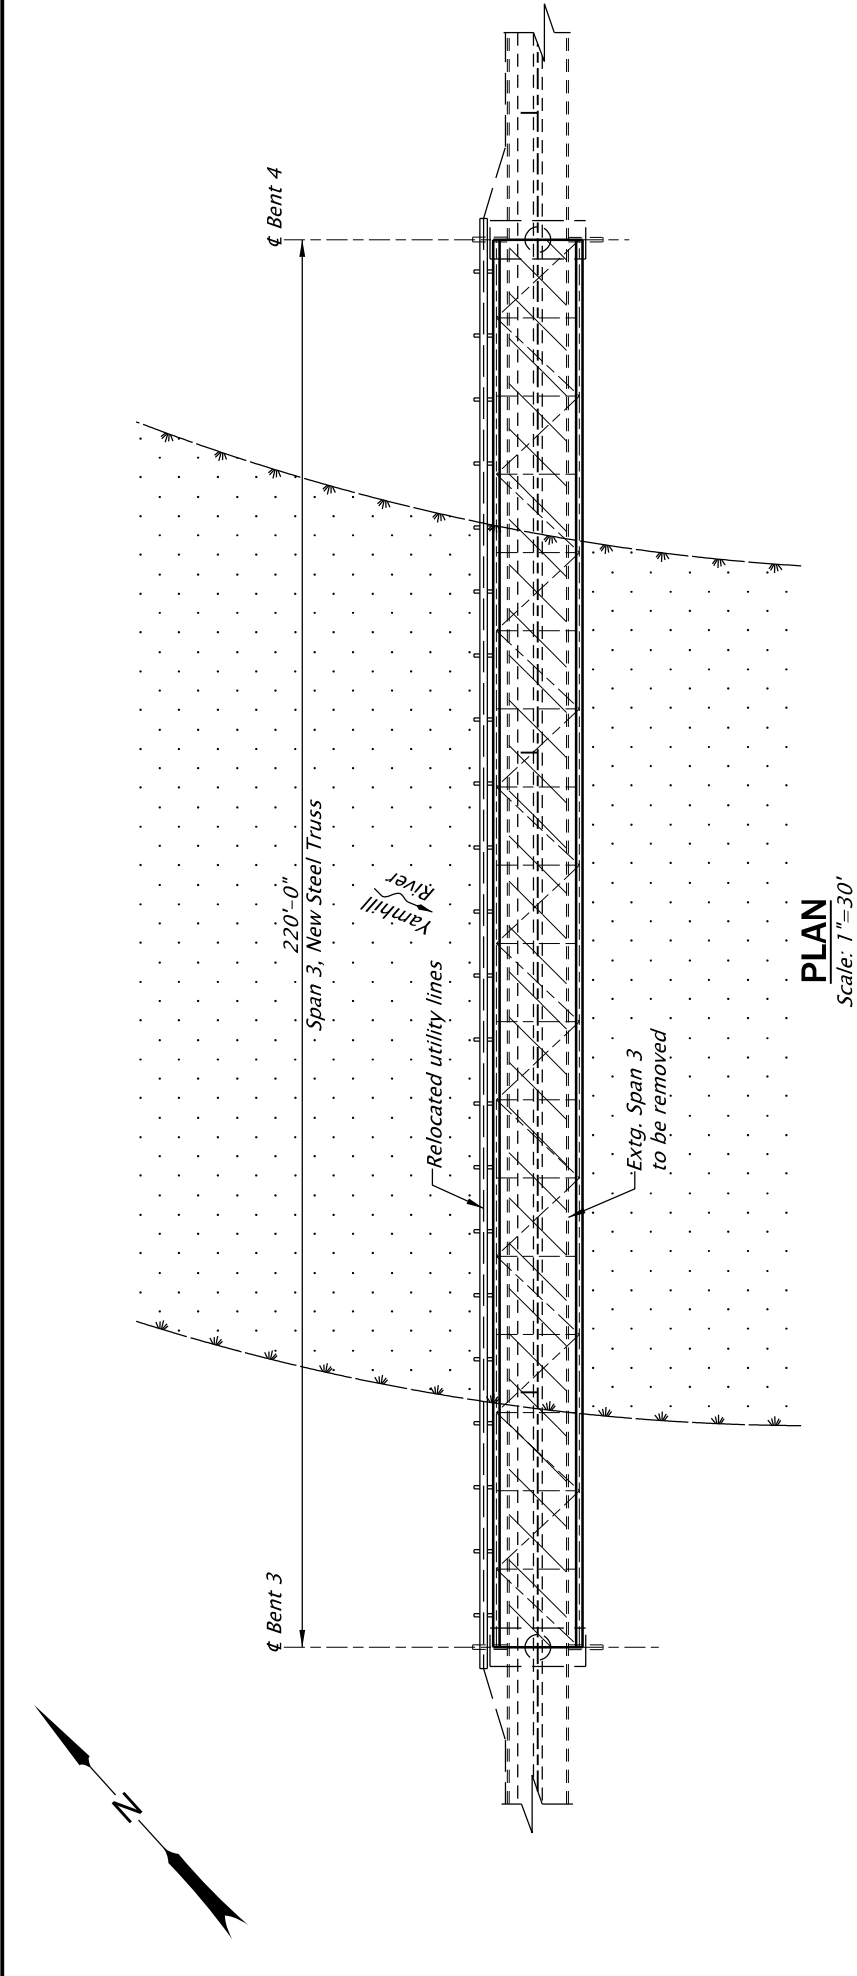 ℄ Bent 3
℄ Bent 4
220'-0"
Span 3, New Steel Truss
Yamhill
River
Relocated utility lines
Extg. Span 3
to be removed
N
PLAN
Scale: 1"=30'